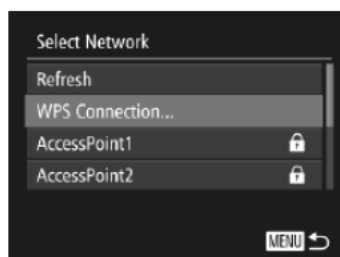 Select Network
Refresh
WPS Connection...
AccessPoint1
AccessPoint2
MENU